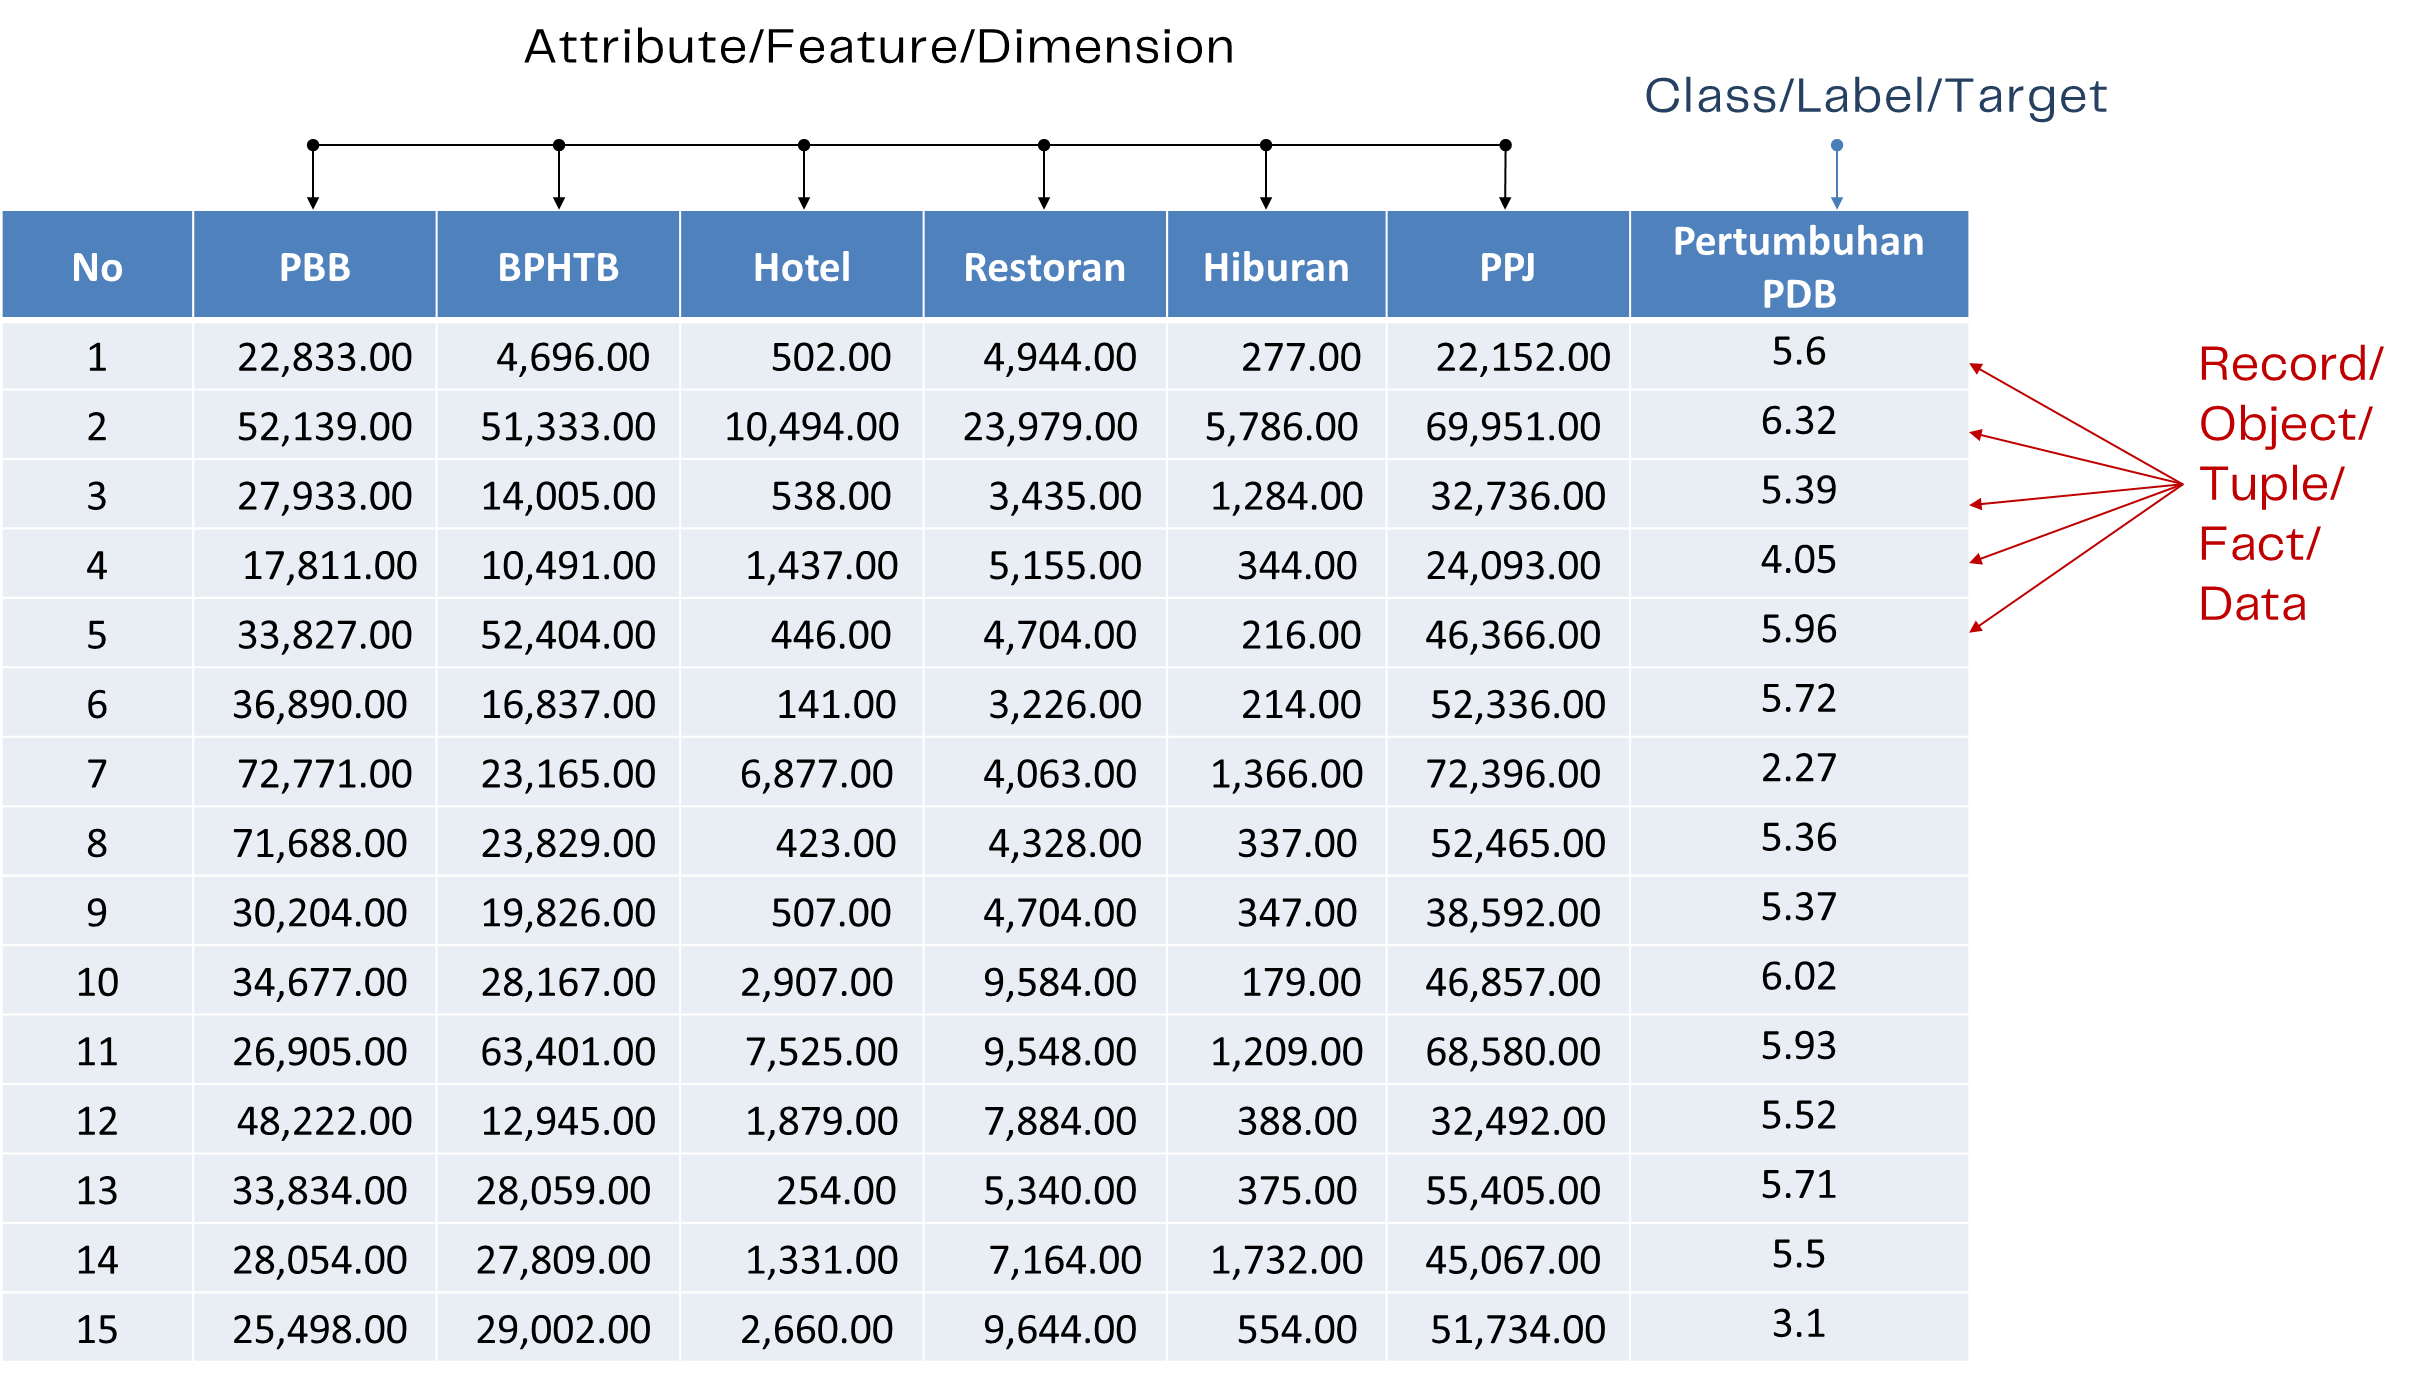 Attribute/Feature/Dimension
Class/Label/Target
No PBB BPHTB Hotel Restoran Hiburan PPJ Pertumbuhan
PDB
1 22,833.00 4,696.00 502.00 4,944.00 277.00 22,152.00 5.6
2 52,139.00 51,333.00 10,494.00 23,979.00 5,786.00 69,951.00 6.32
3 27,933.00 14,005.00 538.00 3,435.00 1,284.00 32,736.00 5.39
4 17,811.00 10,491.00 1,437.00 5,155.00 344.00 24,093.00 4.05
5 33,827.00 52,404.00 446.00 4,704.00 216.00 46,366.00 5.96
6 36,890.00 16,837.00 141.00 3,226.00 214.00 52,336.00 5.72
7 72,771.00 23,165.00 6,877.00 4,063.00 1,366.00 72,396.00 2.27
8 71,688.00 23,829.00 423.00 4,328.00 337.00 52,465.00 5.36
9 30,204.00 19,826.00 507.00 4,704.00 347.00 38,592.00 5.37
10 34,677.00 28,167.00 2,907.00 9,584.00 179.00 46,857.00 6.02
11 26,905.00 63,401.00 7,525.00 9,548.00 1,209.00 68,580.00 5.93
12 48,222.00 12,945.00 1,879.00 7,884.00 388.00 32,492.00 5.52
13 33,834.00 28,059.00 254.00 5,340.00 375.00 55,405.00 5.71
14 28,054.00 27,809.00 1,331.00 7,164.00 1,732.00 45,067.00 5.5
15 25,498.00 29,002.00 2,660.00 9,644.00 554.00 51,734.00 3.1
Record/
Object/
Tuple/
Fact/
Data